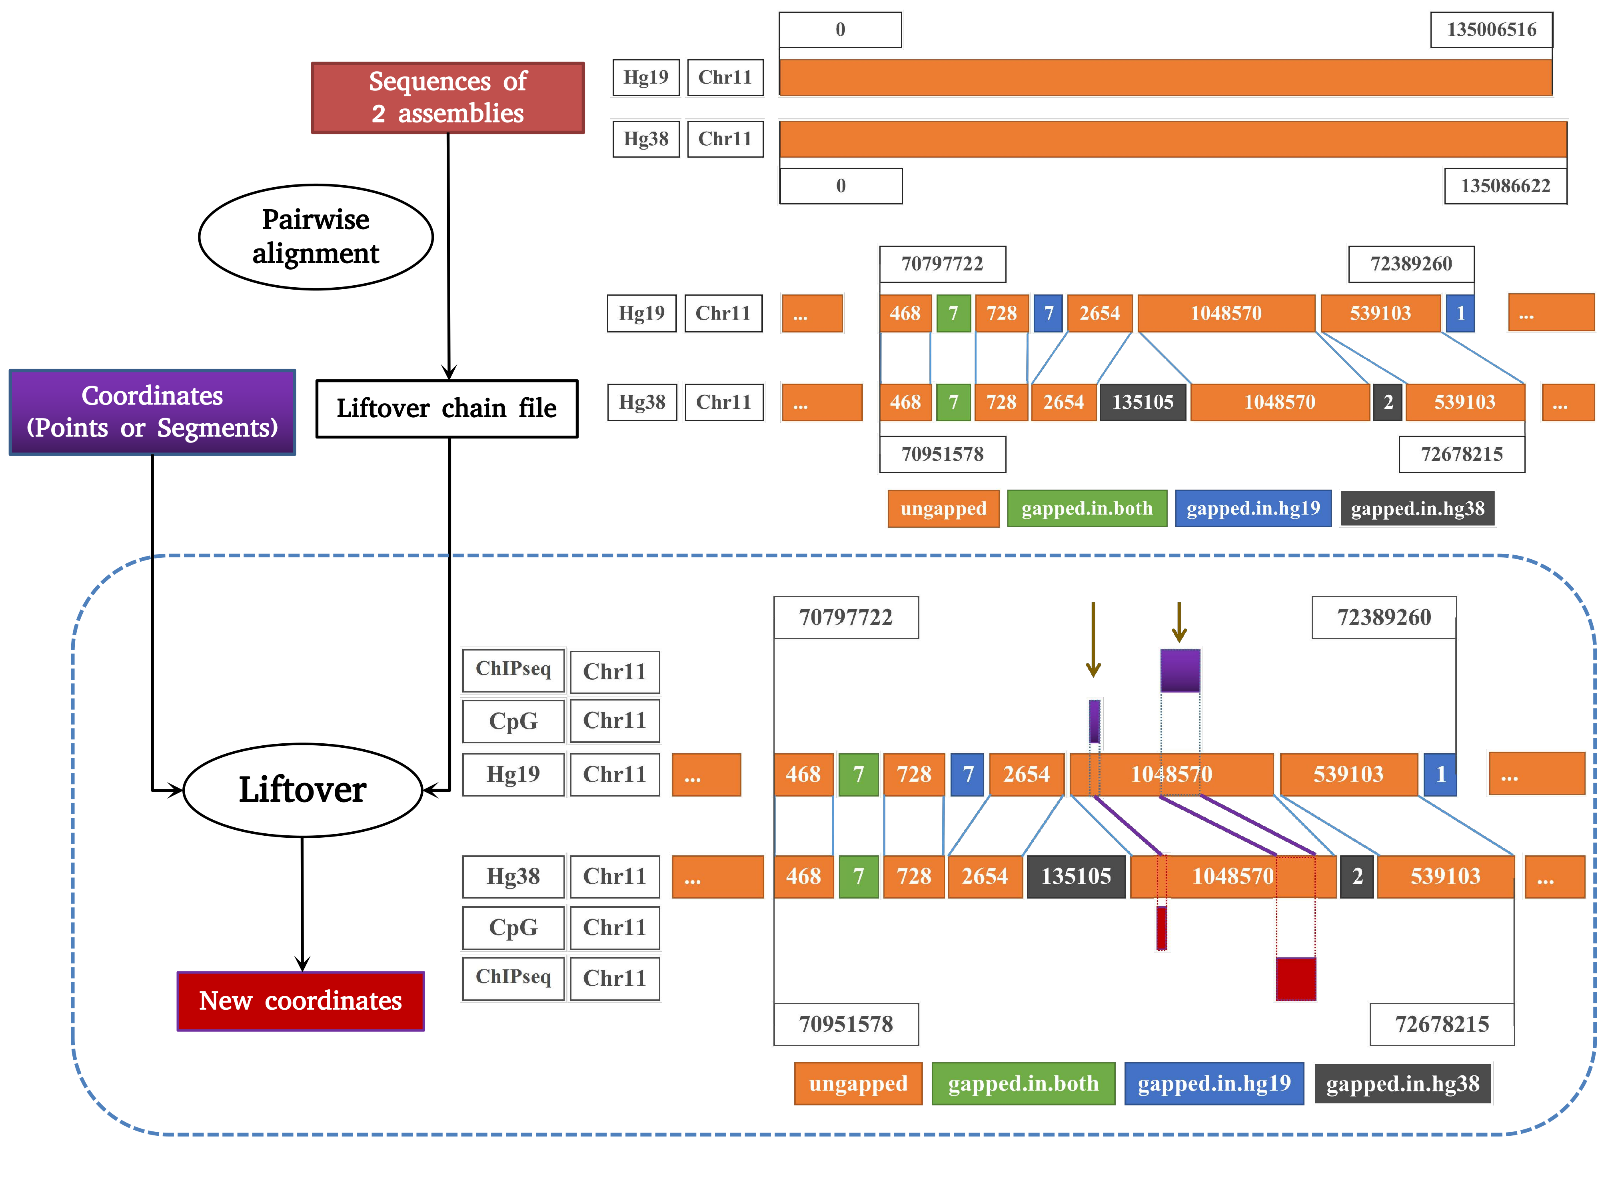 0 135006516
Sequences of
2 assemblies
Hg19 Chr11
Hg38 Chr11
0 135086622
Pairwise
alignment
70797722 72389260
Hg19 Chr11 ... 468 7 728 7 2654 1048570 539103 1 ...
Coordinates
(Points or Segments)
Liftover chain file
Hg38 Chr11 ... 468 7 728 2654 135105 1048570 2 539103 ...
70951578 72678215
ungapped gapped.in.both gapped.in.hg19 gapped.in.hg38
70797722 72389260
ChIPseq Chr11
CpG Chr11
Hg19 Chr11 ... 468 7 728 7 2654 1048570 539103 1 ...
Liftover
Hg38 Chr11 ... 468 7 728 2654 135105 1048570 2 539103 ...
CpG Chr11
ChIPseq Chr11
New coordinates
70951578 72678215
ungapped gapped.in.both gapped.in.hg19 gapped.in.hg38